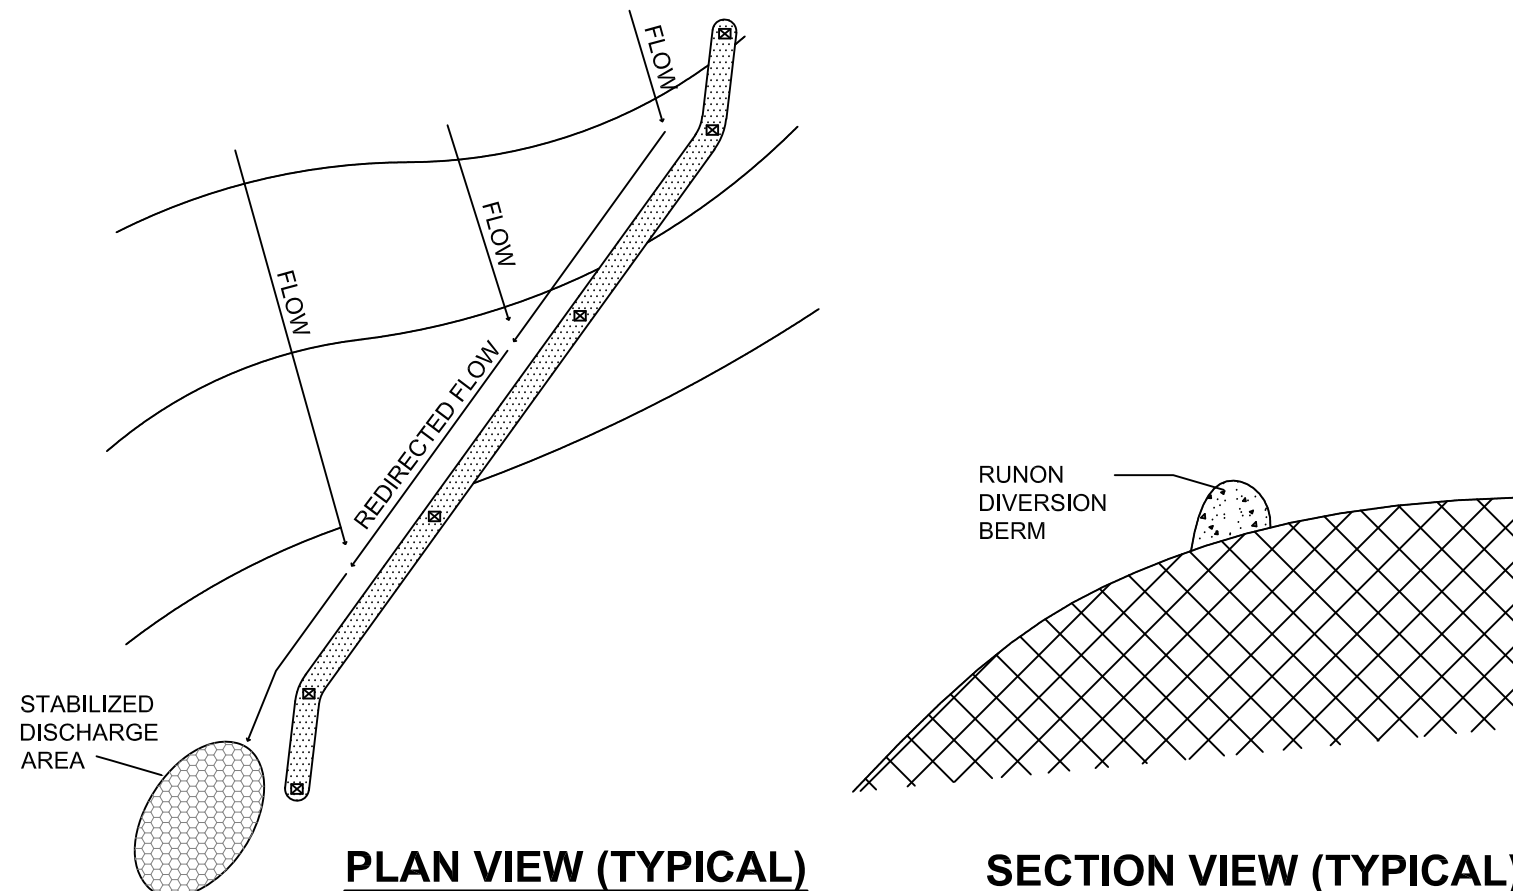 FLOW
FLOW
FLOW
REDIRECTED FLOW
RUNON
DIVERSION
BERM
STABILIZED
DISCHARGE
AREA
PLAN VIEW (TYPICAL)
SECTION VIEW (TYPICAL)